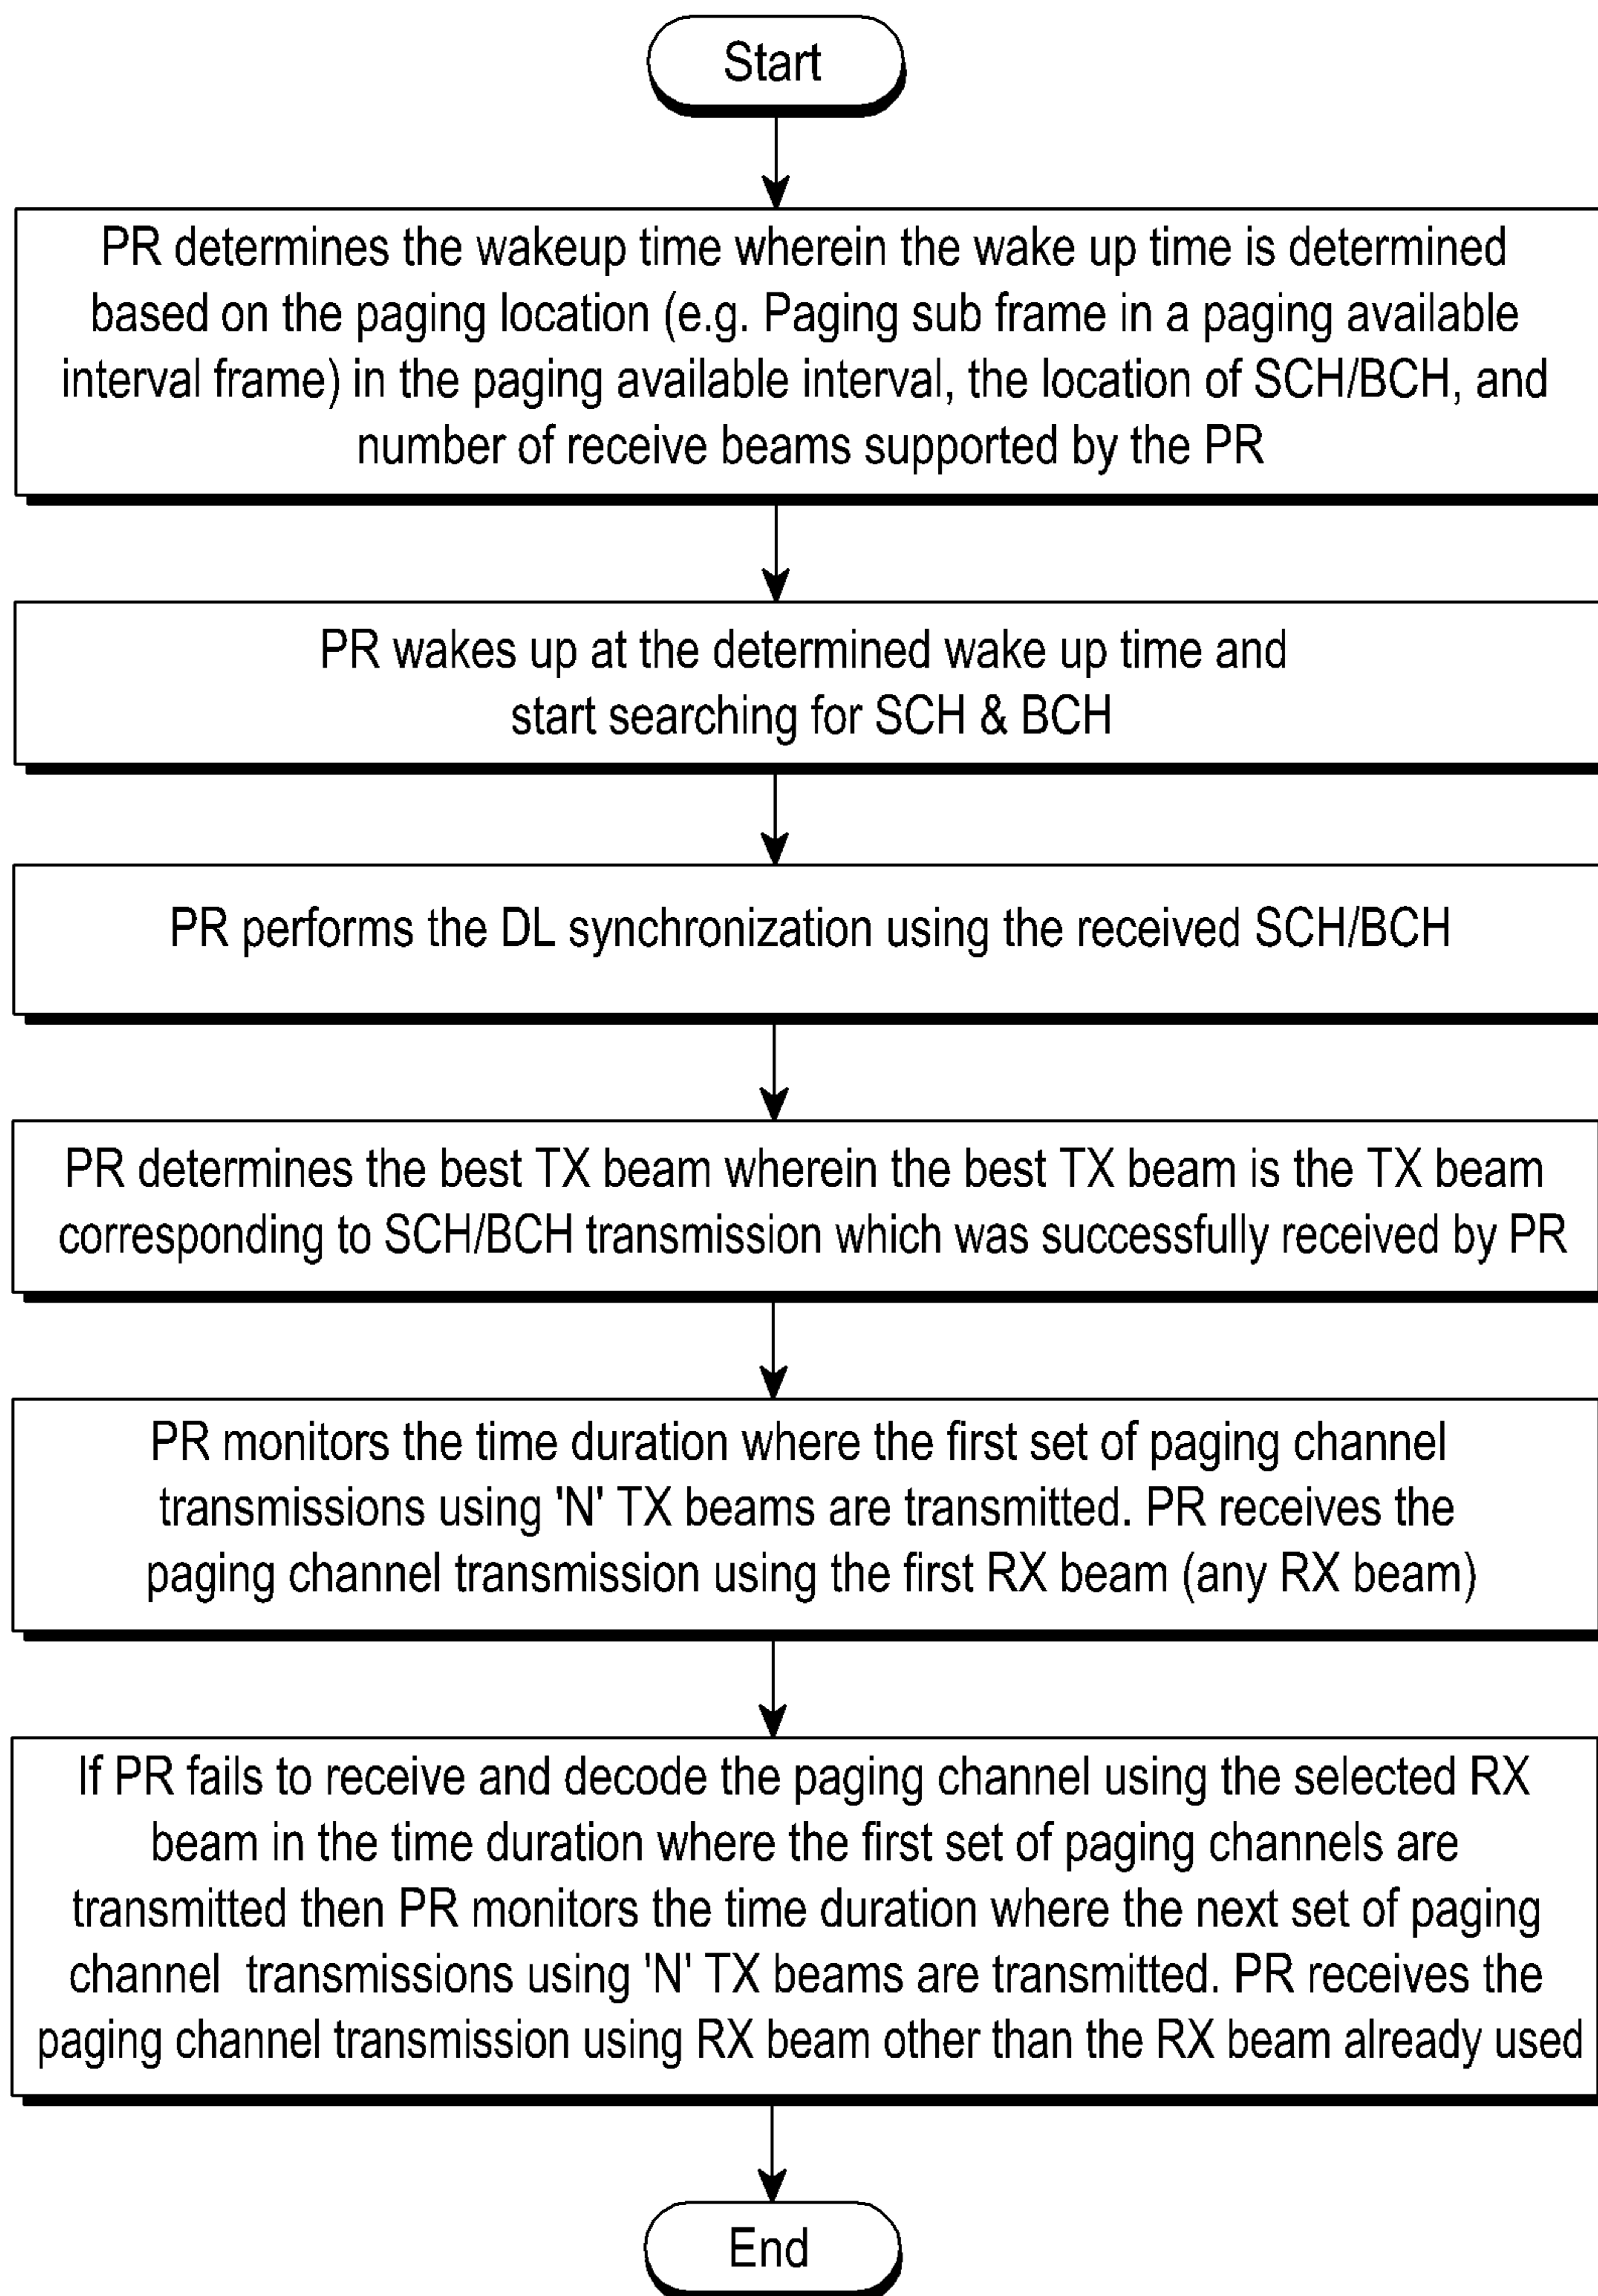 Start
PR determines the wakeup time wherein the wake up time is determined
based on the paging location (e.g. Paging sub frame in a paging available
interval frame) in the paging available interval, the location of SCH/BCH, and
number of receive beams supported by the PR
PR wakes up at the determined wake up time and
start searching for SCH & BCH
PR performs the DL synchronization using the received SCH/BCH
PR determines the best TX beam wherein the best TX beam is the TX beam
corresponding to SCH/BCH transmission which was successfully received by PR
PR monitors the time duration where the first set of paging channel
transmissions using 'N' TX beams are transmitted. PR receives the
paging channel transmission using the first RX beam (any RX beam)
If PR fails to receive and decode the paging channel using the selected RX
beam in the time duration where the first set of paging channels are
transmitted then PR monitors the time duration where the next set of paging
channel transmissions using 'N' TX beams are transmitted. PR receives the
paging channel transmission using RX beam other than the RX beam already used
End